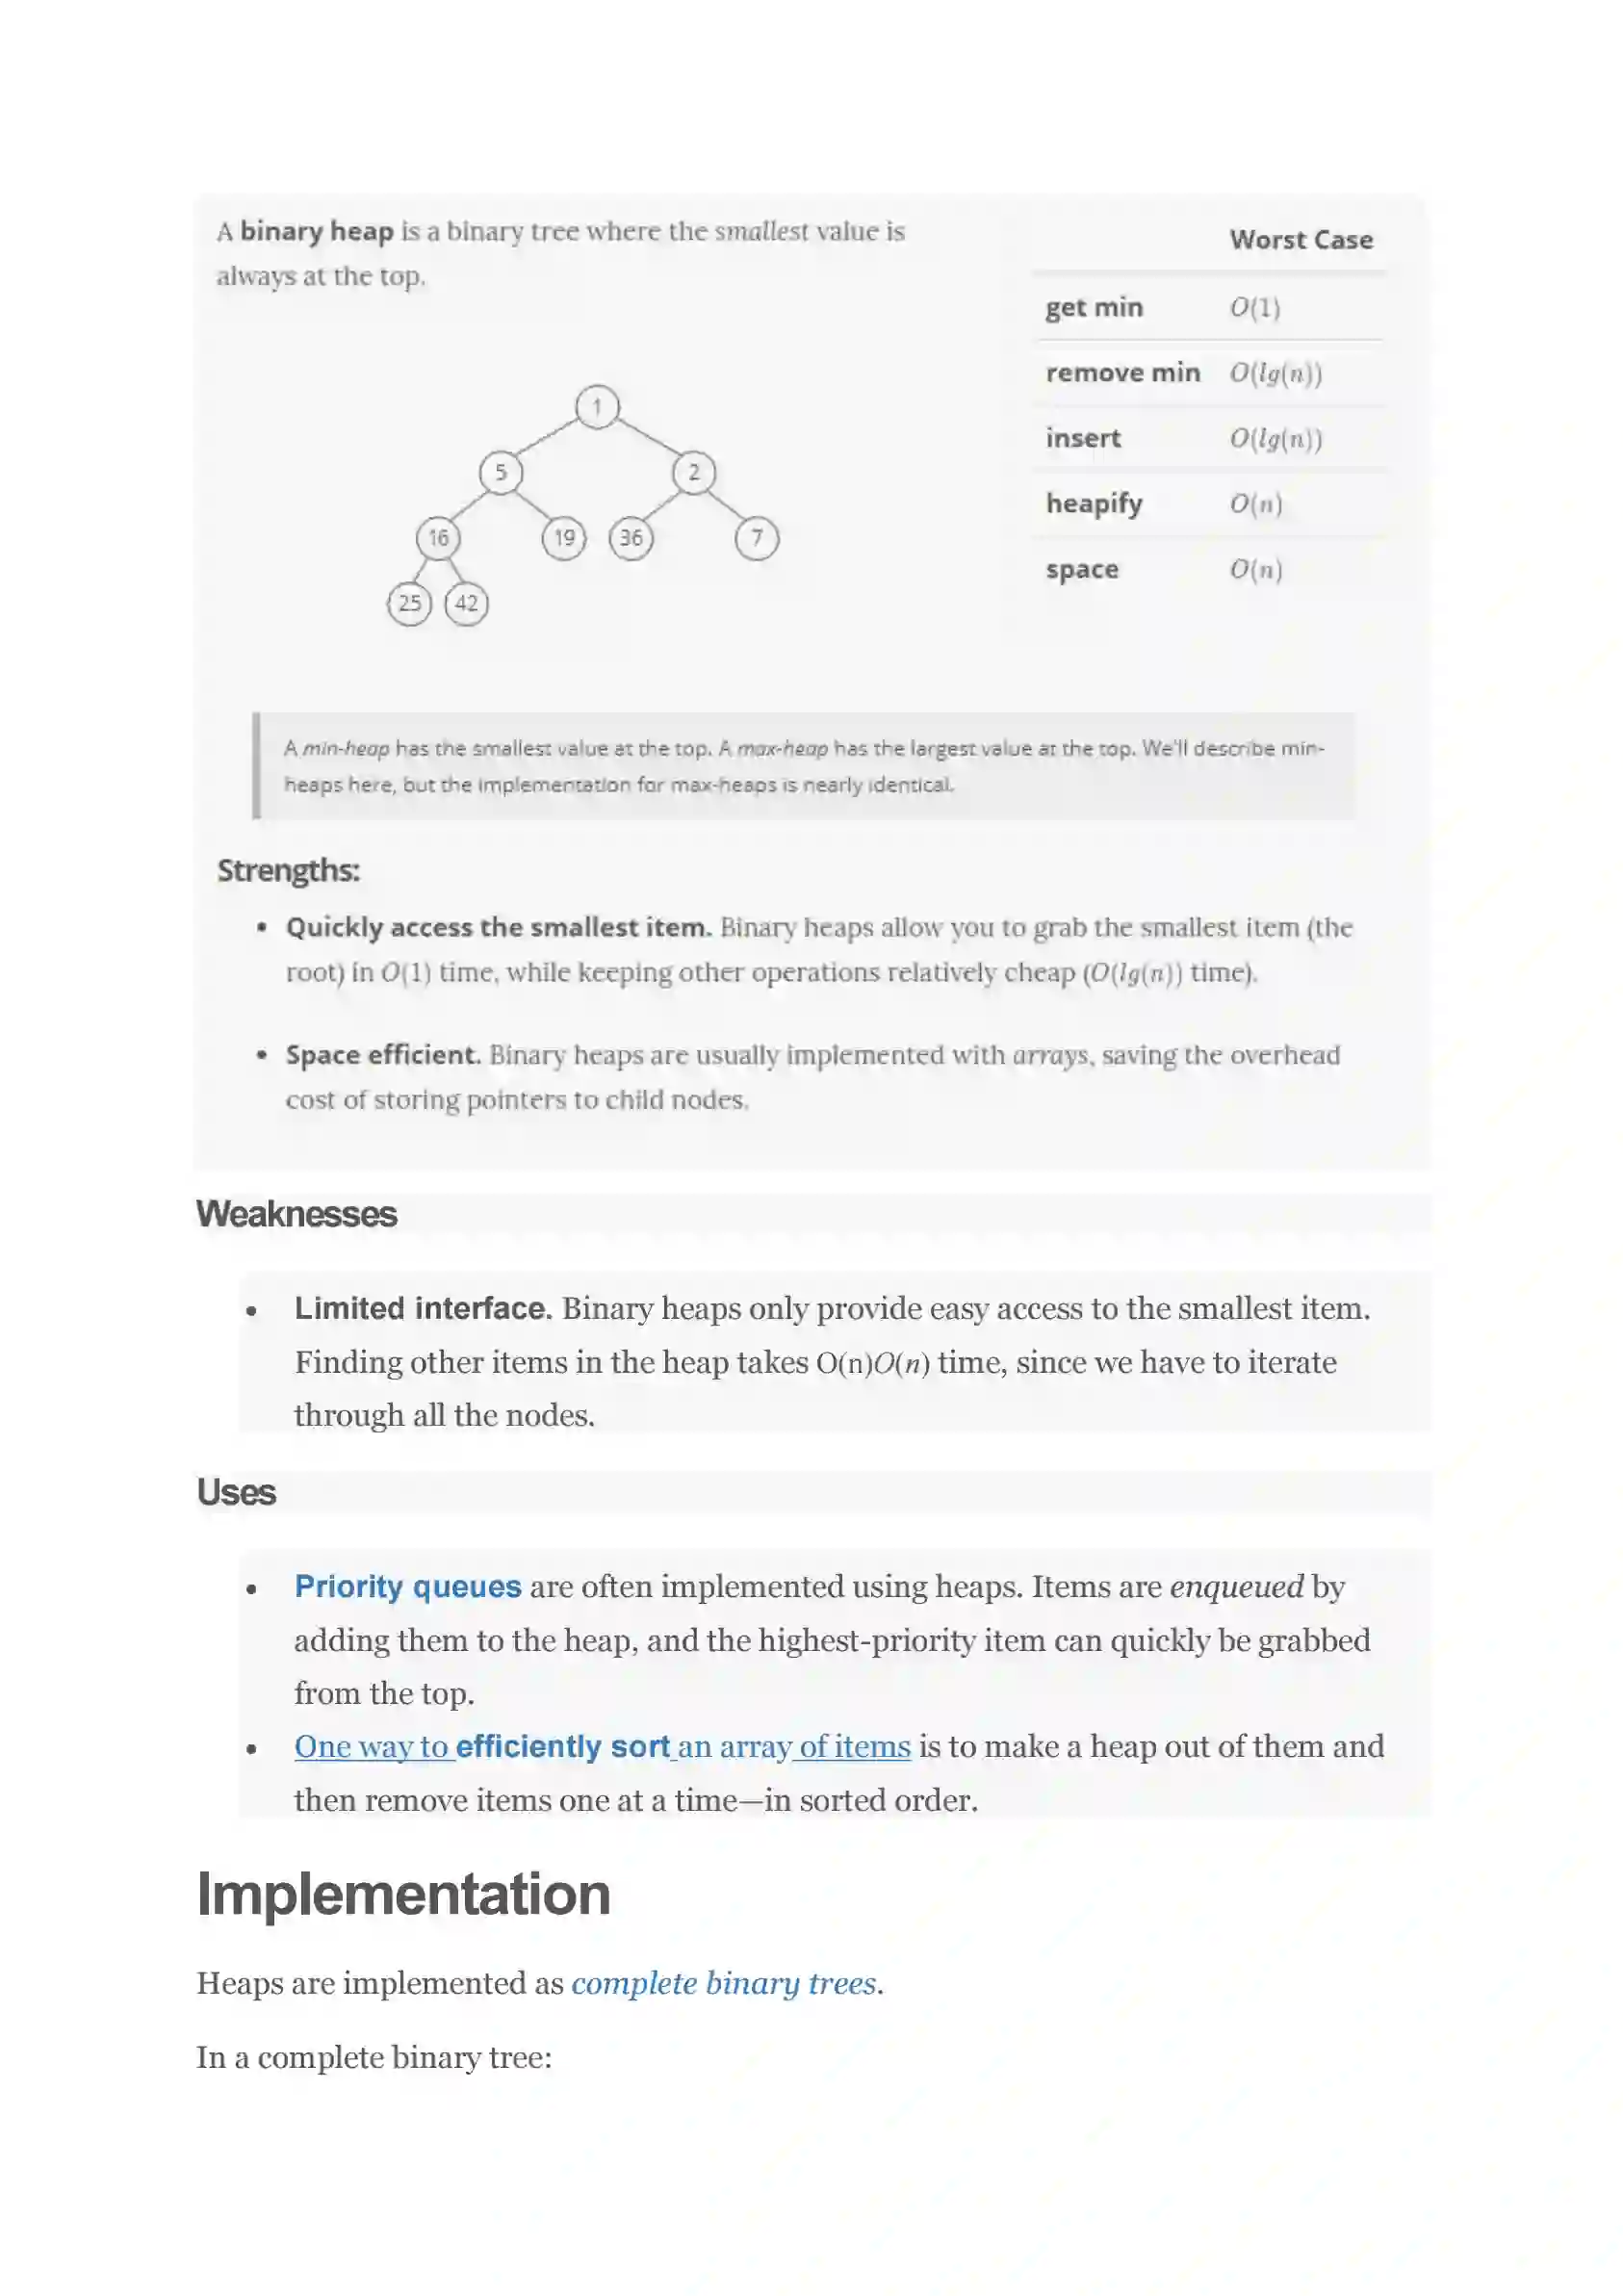 A binary heap is a binary tree where the smallest value is
always at the top.
Worst Case
get min O(1)
remove min O(lg(n))
insert O(lg(n))
heapify O(n)
space O(n)
1
5 2
16 19 36 7
25 42
A min-heap has the smallest value at the top. A max-heap has the largest value at the top. We'll describe min-
heaps here, but the implementation for max-heaps is nearly identical.
Strengths:
• Quickly access the smallest item. Binary heaps allow you to grab the smallest item (the
root) in O(1) time, while keeping other operations relatively cheap (O(lg(n)) time).
• Space efficient. Binary heaps are usually implemented with arrays, saving the overhead
cost of storing pointers to child nodes.
Weaknesses
• Limited interface. Binary heaps only provide easy access to the smallest item.
Finding other items in the heap takes O(n)O(n) time, since we have to iterate
through all the nodes.
Uses
• Priority queues are often implemented using heaps. Items are enqueued by
adding them to the heap, and the highest-priority item can quickly be grabbed
from the top.
• One way to efficiently sort an array of items is to make a heap out of them and
then remove items one at a time—in sorted order.
Implementation
Heaps are implemented as complete binary trees.
In a complete binary tree: